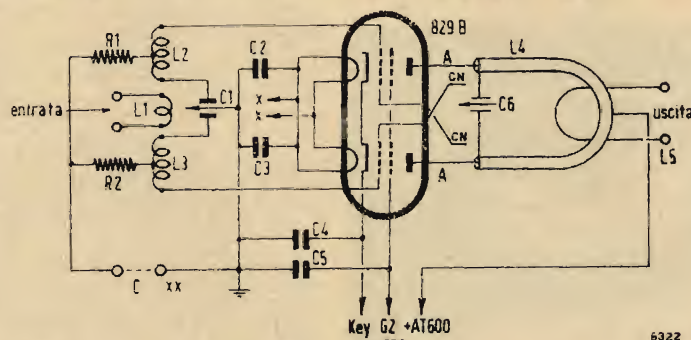 829 B
R1
L2
C2
A
L4
CN
entrata
L1
C1
x
x
C6
uscita
CN
R2
L3
C3
A
L5
C4
C5
C
xx
Key G2 +AT600
6322